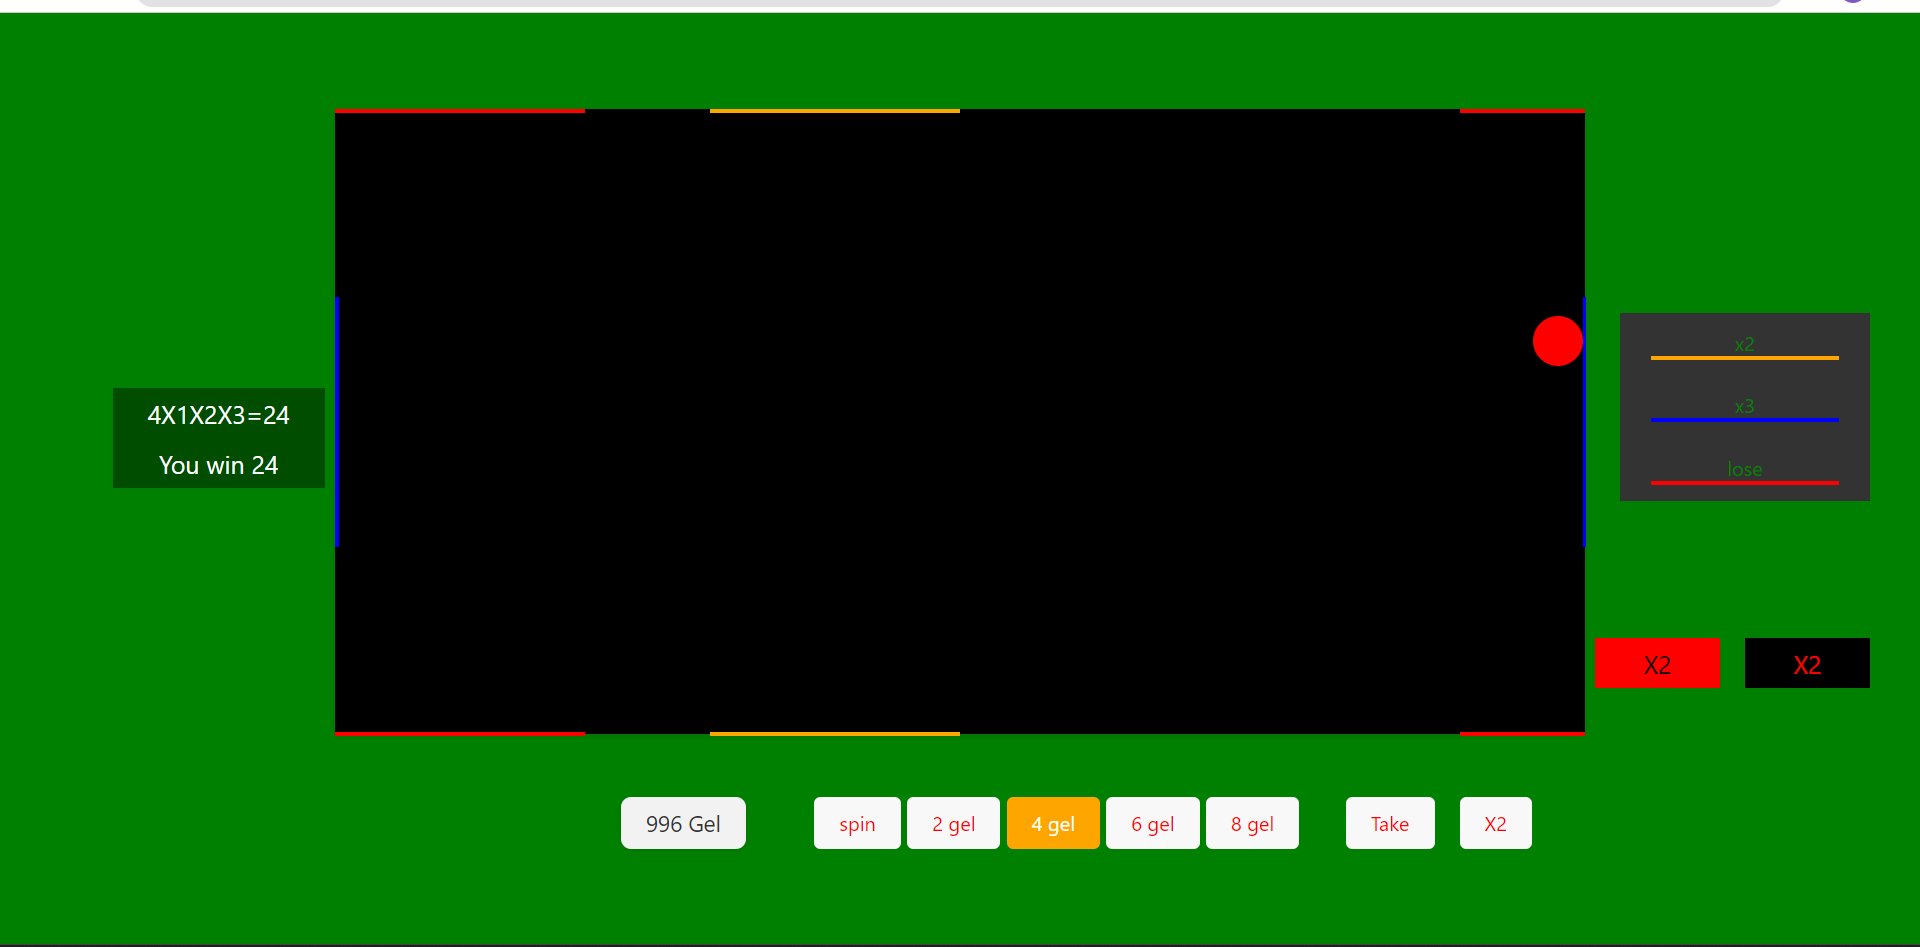 4X1X2X3=24
You win 24
x2
x3
lose
X2
X2
996 Gel
spin
2 gel
4 gel
6 gel
8 gel
Take
X2